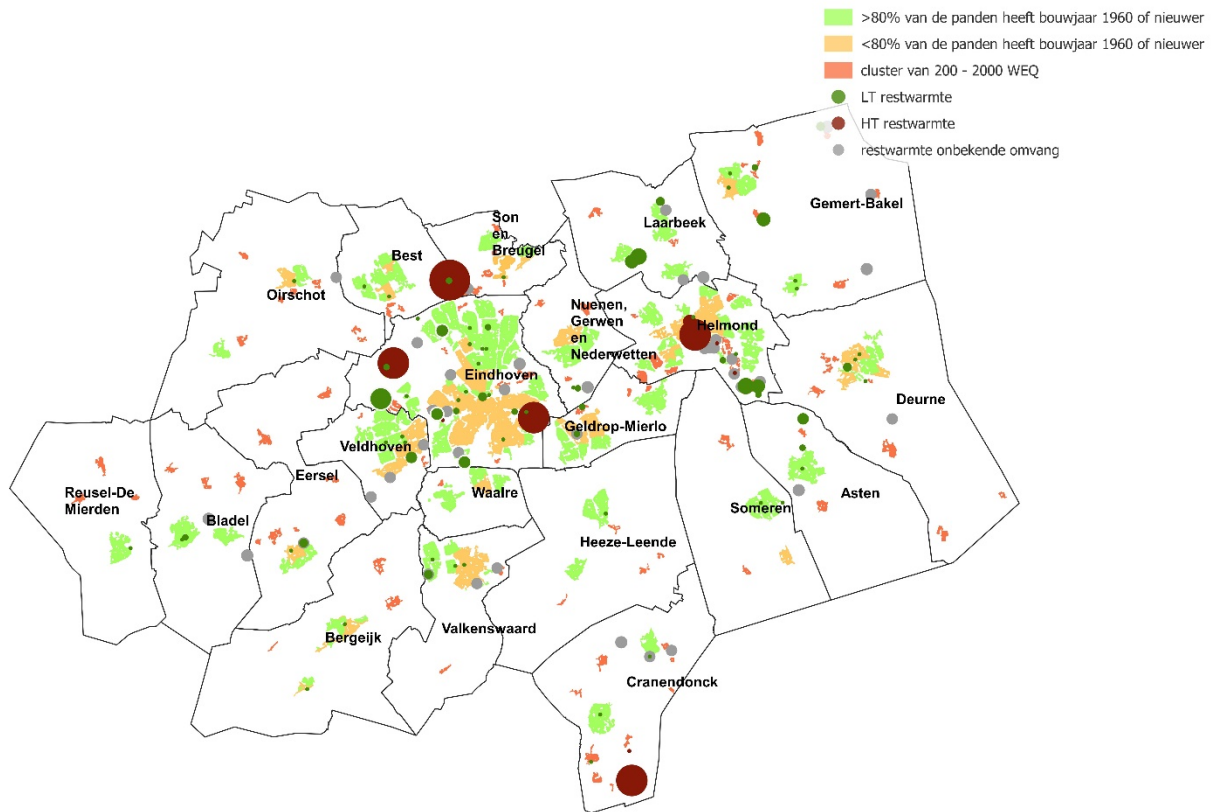 >80% van de panden heeft bouwjaar 1960 of nieuwer
<80% van de panden heeft bouwjaar 1960 of nieuwer
cluster van 200 - 2000 WEQ
LT restwarmte
HT restwarmte
restwarmte onbekende omvang
Gemert-Bakel
Laarbeek
Son
en
Breugel
Best
Oirschot
Nuenen,
Gerwen
en
Nederwetten
Helmond
Eindhoven
Deurne
Geldrop-Mierlo
Veldhoven
Eersel
Reusel-De
Mierden
Bladel
Waalre
Someren
Asten
Heeze-Leende
Bergeijk
Valkenswaard
Cranendonck